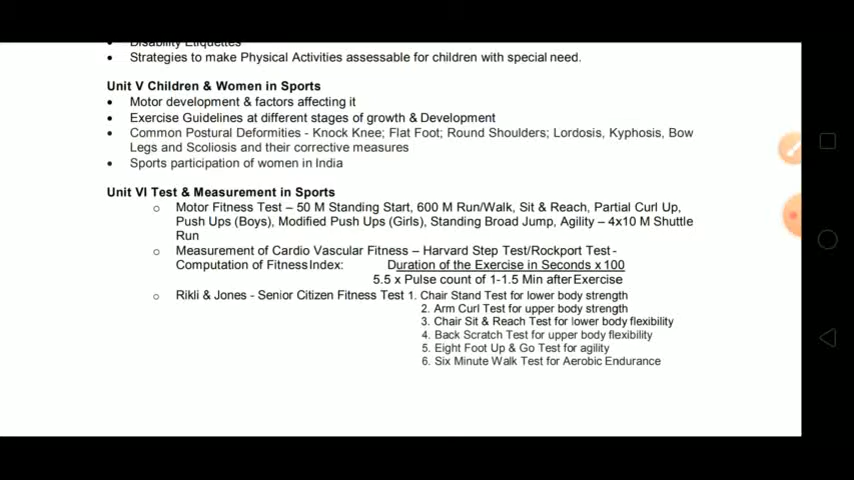 Disability Etiquettes
• Strategies to make Physical Activities assessable for children with special need.
Unit V Children & Women in Sports
• Motor development & factors affecting it
• Exercise Guidelines at different stages of growth & Development
• Common Postural Deformities - Knock Knee; Flat Foot; Round Shoulders; Lordosis, Kyphosis, Bow
Legs and Scoliosis and their corrective measures
• Sports participation of women in India
Unit VI Test & Measurement in Sports
o Motor Fitness Test – 50 M Standing Start, 600 M Run/Walk, Sit & Reach, Partial Curl Up,
Push Ups (Boys), Modified Push Ups (Girls), Standing Broad Jump, Agility – 4x10 M Shuttle
Run
o Measurement of Cardio Vascular Fitness – Harvard Step Test/Rockport Test -
Computation of Fitness Index: Duration of the Exercise in Seconds x 100
5.5 x Pulse count of 1-1.5 Min after Exercise
o Rikli & Jones - Senior Citizen Fitness Test 1. Chair Stand Test for lower body strength
2. Arm Curl Test for upper body strength
3. Chair Sit & Reach Test for lower body flexibility
4. Back Scratch Test for upper body flexibility
5. Eight Foot Up & Go Test for agility
6. Six Minute Walk Test for Aerobic Endurance